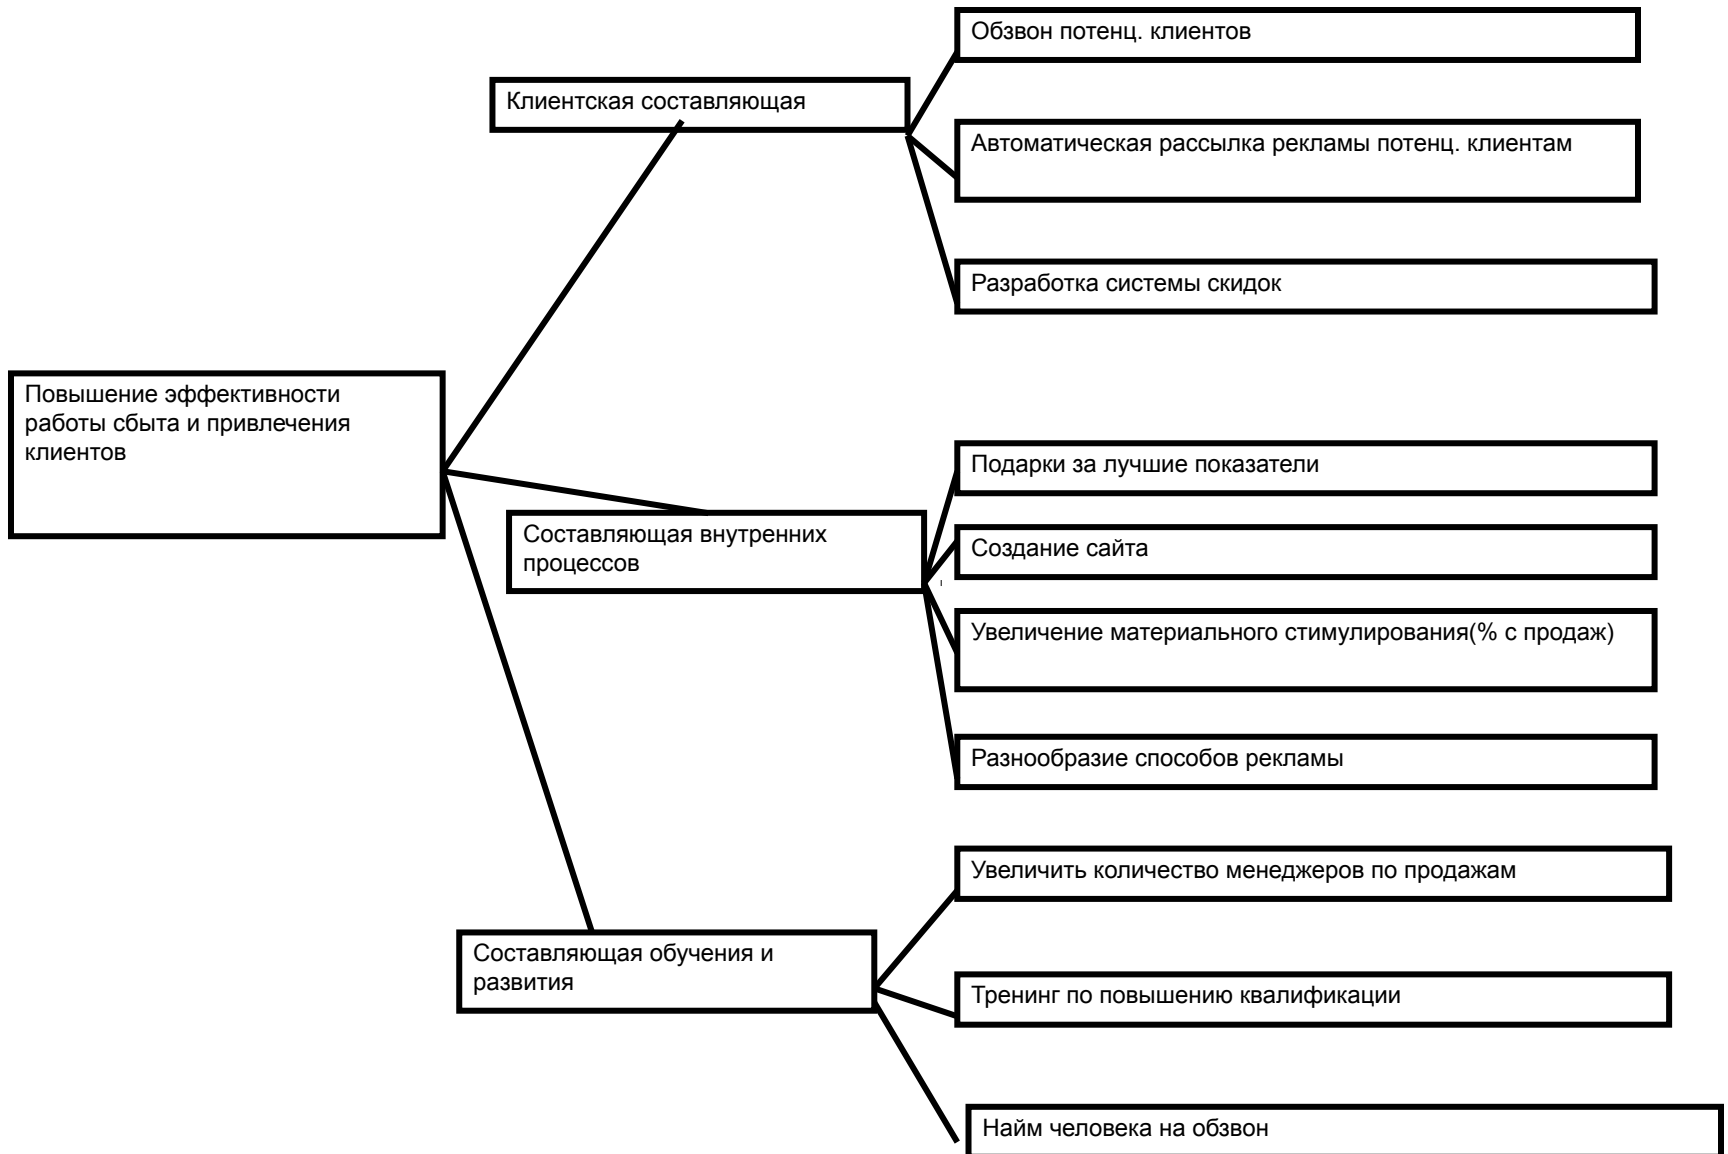 Обзвон потенц. клиентов
Клиентская составляющая
Автоматическая рассылка рекламы потенц. клиентам
Разработка системы скидок
Повышение эффективности
работы сбыта и привлечения
клиентов
Подарки за лучшие показатели
Составляющая внутренних
процессов
Создание сайта
Увеличение материального стимулирования(% с продаж)
Разнообразие способов рекламы
Увеличить количество менеджеров по продажам
Составляющая обучения и
развития
Тренинг по повышению квалификации
Найм человека на обзвон